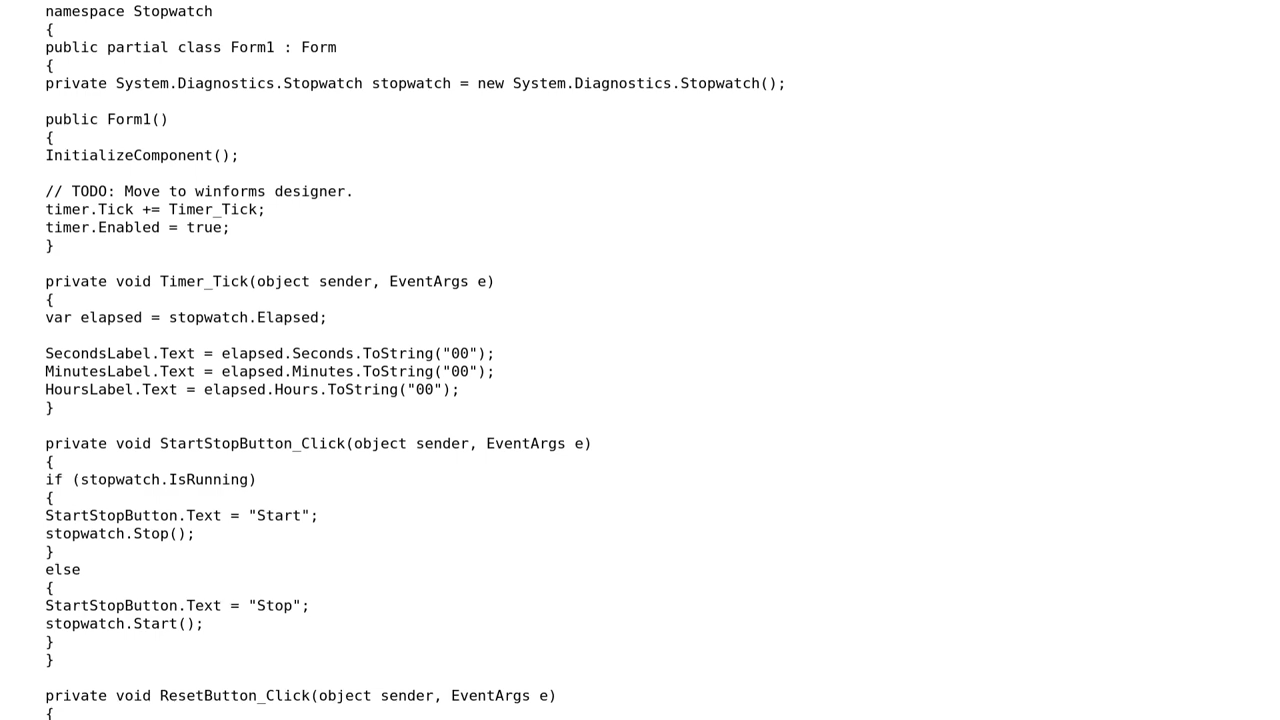 namespace Stopwatch
{
public partial class Form1 : Form
{
private System.Diagnostics.Stopwatch stopwatch = new System.Diagnostics.Stopwatch();
public Form1()
{
InitializeComponent();
// TODO: Move to winforms designer.
timer.Tick += Timer_Tick;
timer.Enabled = true;
}
private void Timer_Tick(object sender, EventArgs e)
{
var elapsed = stopwatch.Elapsed;
SecondsLabel.Text = elapsed.Seconds.ToString("00");
MinutesLabel.Text = elapsed.Minutes.ToString("00");
HoursLabel.Text = elapsed.Hours.ToString("00");
}
private void StartStopButton_Click(object sender, EventArgs e)
{
if (stopwatch.IsRunning)
{
StartStopButton.Text = "Start";
stopwatch.Stop();
}
else
{
StartStopButton.Text = "Stop";
stopwatch.Start();
}
}
private void ResetButton_Click(object sender, EventArgs e)
{